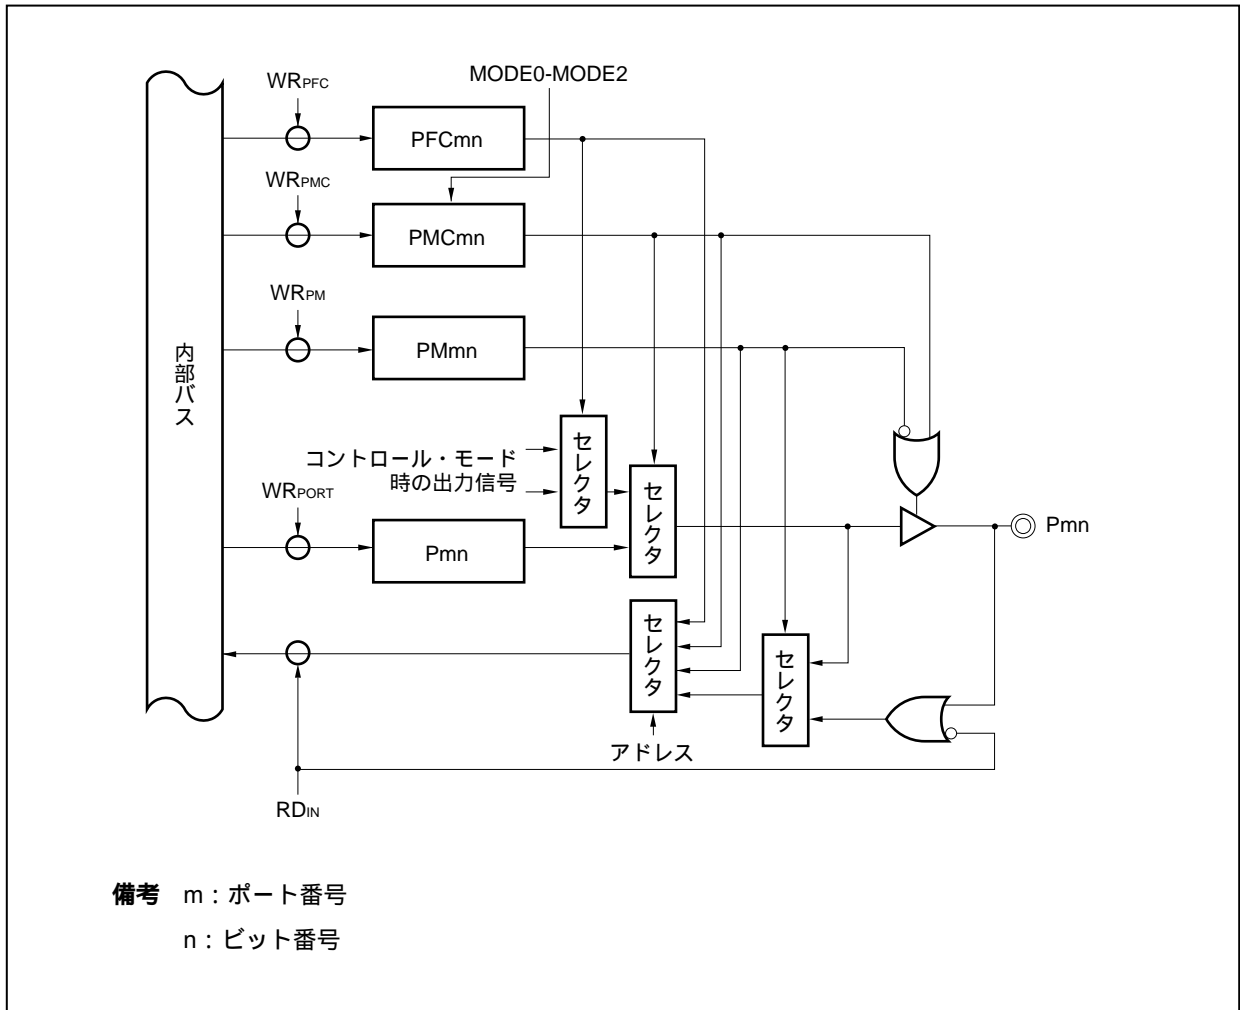 MODE0-MODE2
WRPFC
PFCmn
WRPMC
PMCmn
WRPM
PMmn
内部バス
セレクタ
コントロール・モード
時の出力信号
セレクタ
WRPORT
Pmn
Pmn
セレクタ
セレクタ
アドレス
RDIN
備考 m:ポート番号
n:ビット番号